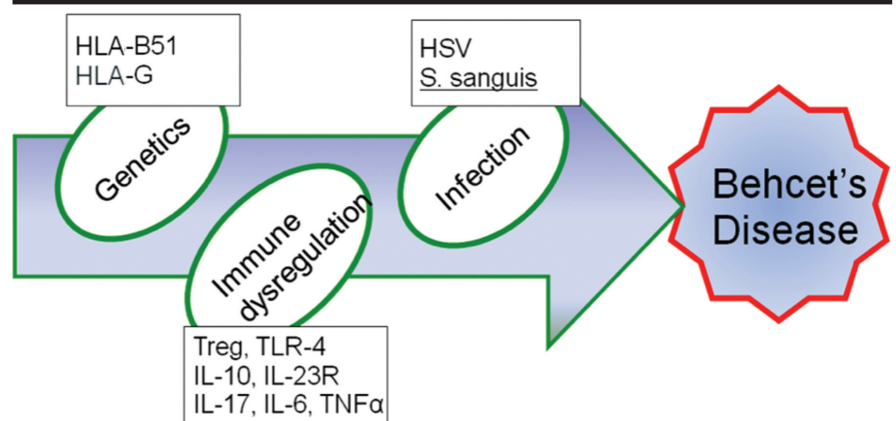 HLA-B51
HLA-G
Genetics
Immune
dysregulation
Treg, TLR-4
IL-10, IL-23R
IL-17, IL-6, TNFα
HSV
S. sanguis
Infection
Behcet's
Disease